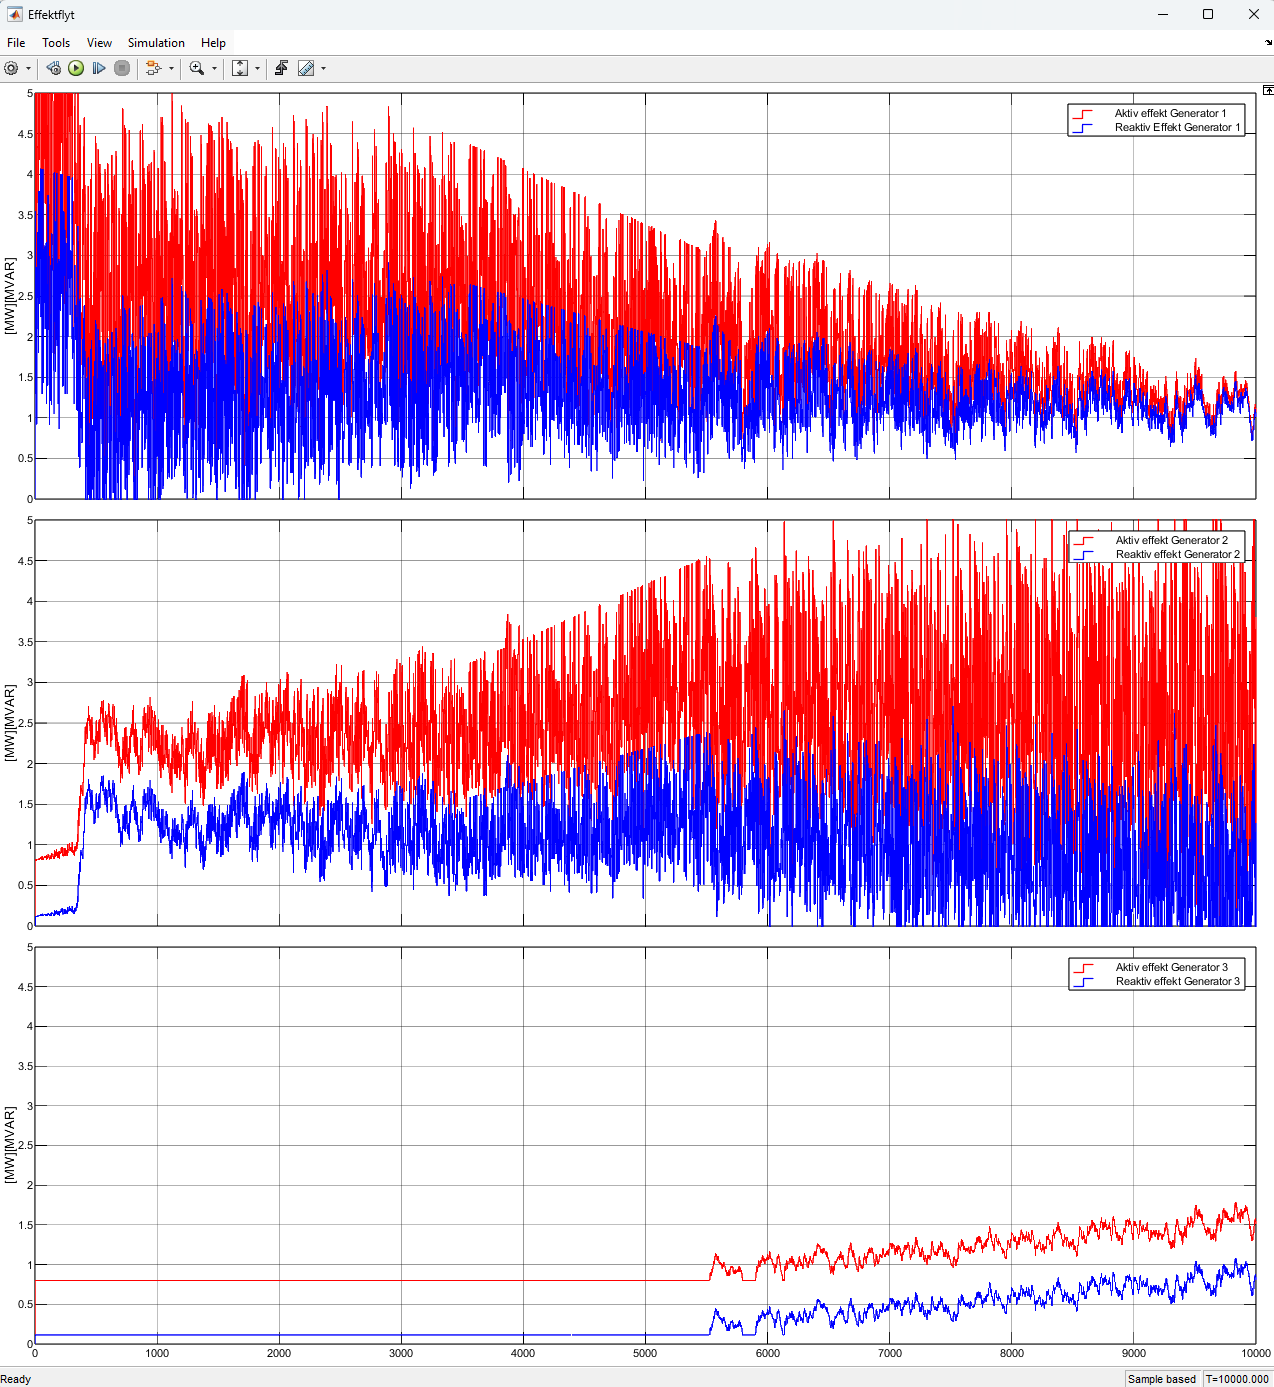 Effektflyt
File Tools View Simulation Help
5
4.5
4
3.5
3
2.5
2
1.5
1
0.5
0
[MW][MVAR]
Aktiv effekt Generator 1
Reaktiv Effekt Generator 1
5
4.5
4
3.5
3
2.5
2
1.5
1
0.5
0
[MW][MVAR]
Aktiv effekt Generator 2
Reaktiv effekt Generator 2
5
4.5
4
3.5
3
2.5
2
1.5
1
0.5
0
[MW][MVAR]
Aktiv effekt Generator 3
Reaktiv effekt Generator 3
0 1000 2000 3000 4000 5000 6000 7000 8000 9000 10000
Ready Sample based T=10000.000